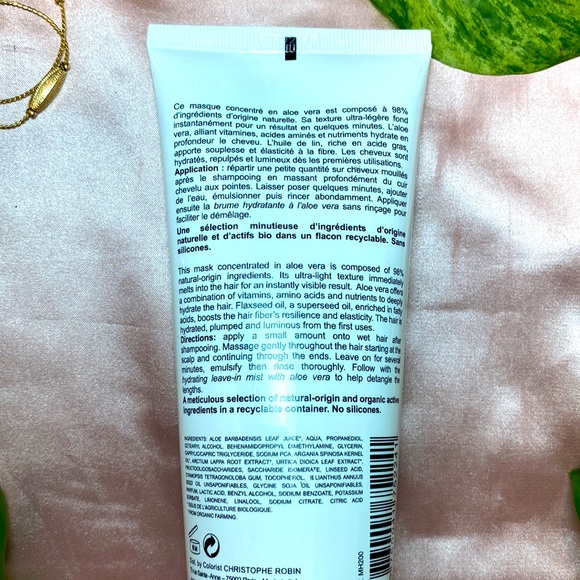 Ce masque concentré en aloe vera est composé à 98%
d'ingrédients d'origine naturelle. Sa texture ultra-légère fond
instantanément pour un résultat en quelques minutes. L'aloe
vera, alliant vitamines, acides aminés et nutriments hydrate en
profondeur le cheveu. L'huile de lin, riche en acide gras,
apporte souplesse et élasticité à la fibre. Les cheveux sont
hydratés, repulpés et lumineux dès les premières utilisations.
Application : répartir une petite quantité sur cheveux mouillés
après le shampooing en massant profondément du cuir
chevelu aux pointes. Laisser poser quelques minutes, ajouter
de l'eau, émulsionner puis rincer abondamment. Appliquer
ensuite la brume hydratante à l'aloe vera sans rinçage pour
faciliter le démêlage.
Une sélection minutieuse d'ingrédients d'origine
naturelle et d'actifs bio dans un flacon recyclable. Sans
silicones.
This mask concentrated in aloe vera is composed of 98%
natural-origin ingredients. Its ultra-light texture immediately
melts into the hair for an instantly visible result. Aloe vera offers
a combination of vitamins, amino acids and nutrients to deeply
hydrate the hair. Flaxseed oil, a superseed oil, enriched in fatty
acids, boosts the hair fiber's resilience and elasticity. The hair is
hydrated, plumped and luminous from the first uses.
Directions: apply a small amount onto wet hair after
shampooing. Massage gently throughout the hair starting at the
scalp and continuing through the ends. Leave on for several
minutes, emulsify then rinse thoroughly. Follow with the
hydrating leave-in mist with aloe vera to help detangle the
lengths.
A meticulous selection of natural-origin and organic active
ingredients in a recyclable container. No silicones.
INGREDIENTS: ALOE BARBADENSIS LEAF JUICE*, AQUA, PROPANEDIOL,
CETEARYL ALCOHOL, BEHENAMIDOPROPYL DIMETHYLAMINE, GLYCERIN,
CAPRYLIC/CAPRIC TRIGLYCERIDE, SODIUM PCA, ARGANIA SPINOSA KERNEL
OIL*, ARCTIUM LAPPA ROOT EXTRACT*, URTICA DIOICA LEAF EXTRACT*,
FRUCTOOLIGOSACCHARIDES, SACCHARIDE ISOMERATE, LINSEED ACID,
CYAMOPSIS TETRAGONOLOBA GUM, TOCOPHEROL, HELIANTHUS ANNUUS
SEED OIL UNSAPONIFIABLES, GLYCINE SOJA OIL UNSAPONIFIABLES,
PARFUM, LACTIC ACID, BENZYL ALCOHOL, SODIUM BENZOATE, POTASSIUM
SORBATE, LIMONENE, LINALOOL, SODIUM CITRATE, CITRIC ACID
* ISSUS DE L'AGRICULTURE BIOLOGIQUE.
* FROM ORGANIC FARMING.
MH200
Dist. by Colorist CHRISTOPHE ROBIN